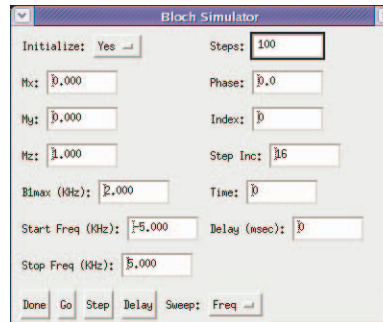 Bloch Simulator
Initialize: Yes Steps: 100
Mx: 0.000 Phase: 0.0
My: 0.000 Index: 0
Mz: 1.000 Step Inc: 16
B1max (KHz): 2.000 Time: 0
Start Freq (KHz): -5.000 Delay (msec): 0
Stop Freq (KHz): 5.000
Done Go Step Delay Sweep: Freq